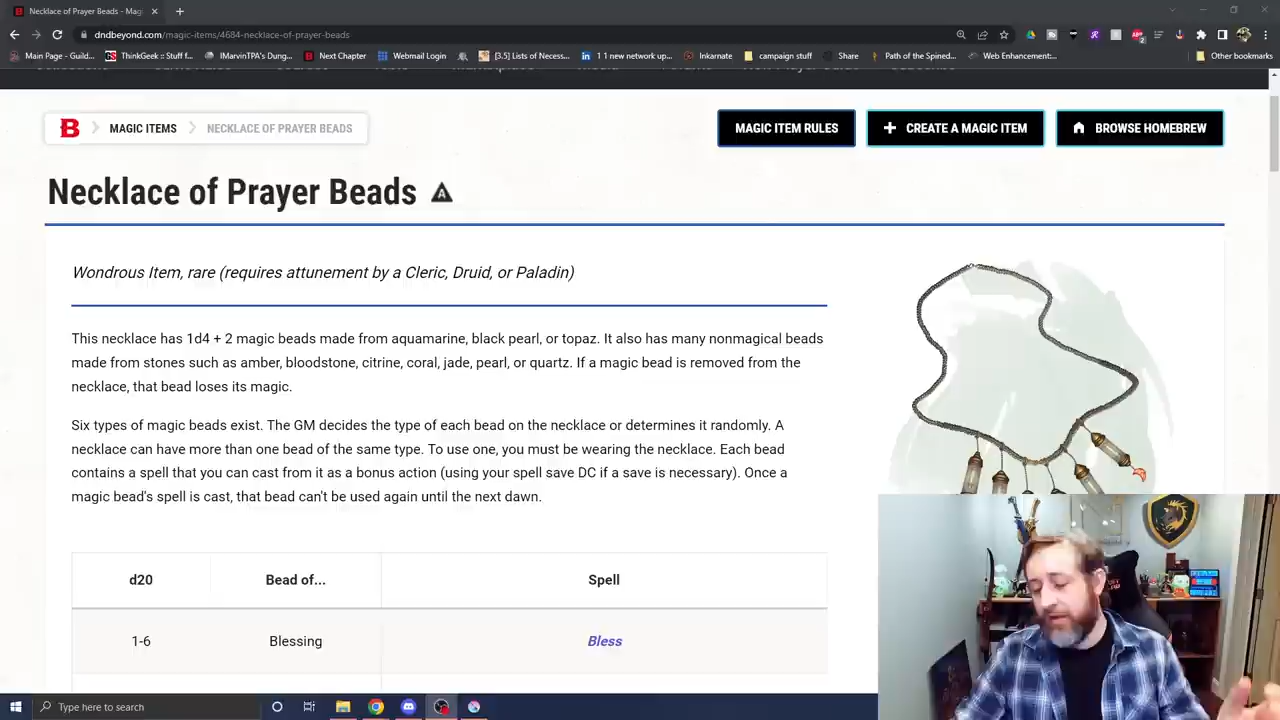 Necklace of Prayer Beads - Mag
dndbeyond.com/magic-items/4684-necklace-of-prayer-beads
Main Page - Guild... ThinkGeek :: Stuff f... IMarvinTPA's Dung... Next Chapter Webmail Login [3.5] Lists of Necess... 1 1 new network up... Inkarnate campaign stuff Share Path of the Spined... Web Enhancement:... Other bookmarks
MAGIC ITEMS NECKLACE OF PRAYER BEADS
MAGIC ITEM RULES
CREATE A MAGIC ITEM
BROWSE HOMEBREW
Necklace of Prayer Beads
Wondrous Item, rare (requires attunement by a Cleric, Druid, or Paladin)
This necklace has 1d4 + 2 magic beads made from aquamarine, black pearl, or topaz. It also has many nonmagical beads
made from stones such as amber, bloodstone, citrine, coral, jade, pearl, or quartz. If a magic bead is removed from the
necklace, that bead loses its magic.
Six types of magic beads exist. The GM decides the type of each bead on the necklace or determines it randomly. A
necklace can have more than one bead of the same type. To use one, you must be wearing the necklace. Each bead
contains a spell that you can cast from it as a bonus action (using your spell save DC if a save is necessary). Once a
magic bead's spell is cast, that bead can't be used again until the next dawn.
d20 Bead of... Spell
1-6 Blessing Bless
Type here to search